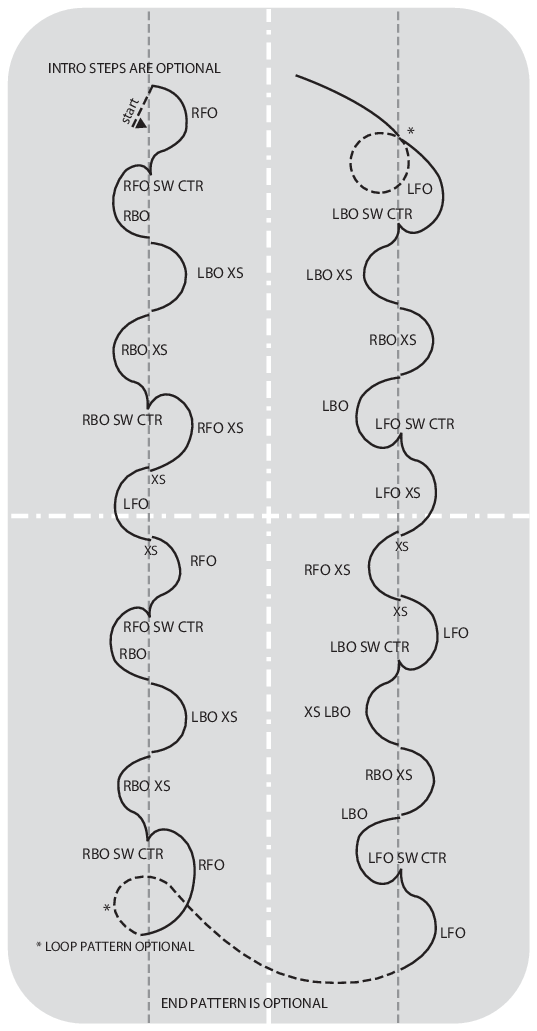 INTRO STEPS ARE OPTIONAL
start
RFO
RFO SW CTR
RBO
LBO XS
RBO XS
RBO SW CTR
RFO XS
XS
LFO
XS
RFO
RFO SW CTR
RBO
LBO XS
RBO XS
RBO SW CTR
RFO
*
* LOOP PATTERN OPTIONAL
END PATTERN IS OPTIONAL
*
LFO
LBO SW CTR
LBO XS
RBO XS
LBO
LFO SW CTR
LFO XS
XS
RFO XS
XS
LFO
LBO SW CTR
XS LBO
RBO XS
LBO
LFO SW CTR
LFO